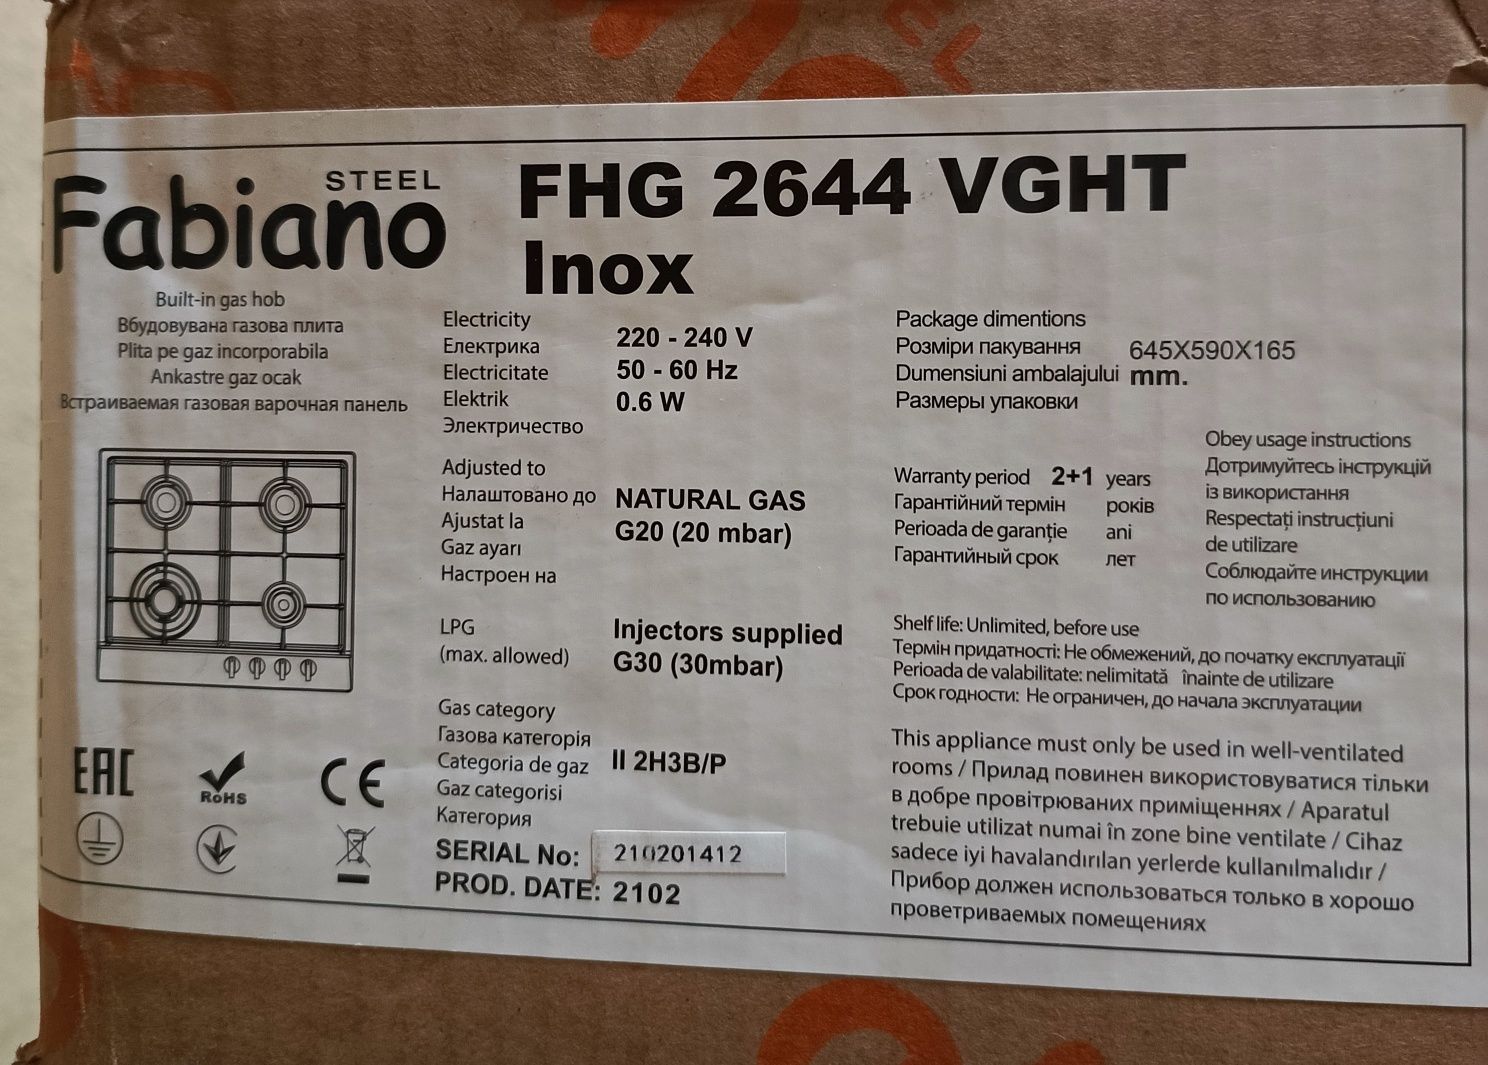 STEEL
Fabiano
Built-in gas hob
Вбудовувана газова плита
Plita pe gaz incorporabila
Ankastre gaz ocak
Встраиваемая газовая варочная панель
EAC
RoHS
CE
FHG 2644 VGHT
Inox
Electricity
Електрика
Electricitate
Elektrik
Электричество
220 - 240 V
50 - 60 Hz
0.6 W
Adjusted to
Налаштовано до
Ajustat la
Gaz ayarı
Настроен на
NATURAL GAS
G20 (20 mbar)
LPG
(max. allowed)
Injectors supplied
G30 (30mbar)
Gas category
Газова категорія
Categoria de gaz
Gaz categorisi
Категория
II 2H3B/P
SERIAL No: 210201412
PROD. DATE: 2102
Package dimentions
Розміри пакування
Dumensiuni ambalajului
Размеры упаковки
645X590X165
mm.
Warranty period 2+1 years
Гарантійний термін років
Perioada de garanție ani
Гарантийный срок лет
Obey usage instructions
Дотримуйтесь інструкцій
із використання
Respectați instrucțiuni
de utilizare
Соблюдайте инструкции
по использованию
Shelf life: Unlimited, before use
Термін придатності: Не обмежений, до початку експлуатації
Perioada de valabilitate: nelimitată înainte de utilizare
Срок годности: Не ограничен, до начала эксплуатации
This appliance must only be used in well-ventilated
rooms / Прилад повинен використовуватися тільки
в добре провітрюваних приміщеннях / Aparatul
trebuie utilizat numai în zone bine ventilate / Cihaz
sadece iyi havalandırılan yerlerde kullanılmalıdır /
Прибор должен использоваться только в хорошо
проветриваемых помещениях